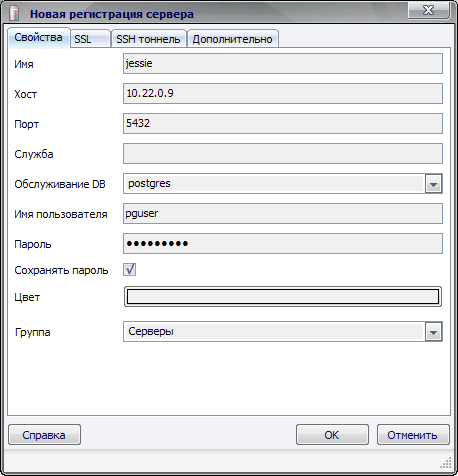 Новая регистрация сервера
Свойства SSL SSH тоннель Дополнительно
Имя jessie
Хост 10.22.0.9
Порт 5432
Служба
Обслуживание DB postgres
Имя пользователя pguser
Пароль •••••••••
Сохранять пароль
Цвет
Группа Серверы
Справка OK Отменить